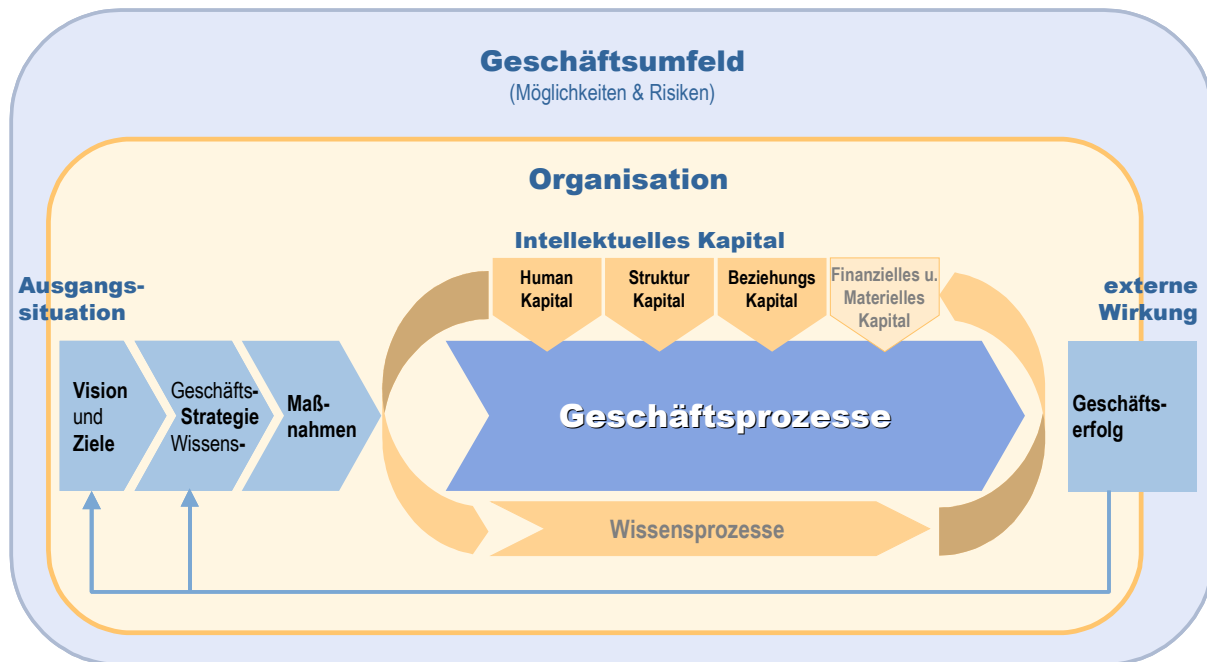 Geschäftsumfeld
(Möglichkeiten & Risiken)
Organisation
Intellektuelles Kapital
Human
Kapital
Struktur
Kapital
Beziehungs
Kapital
Finanzielles u.
Materielles
Kapital
Ausgangs-
situation
externe
Wirkung
Vision
und
Ziele
Geschäfts-
Strategie
Wissens-
Maß-
nahmen
Geschäftsprozesse
Geschäfts-
erfolg
Wissensprozesse